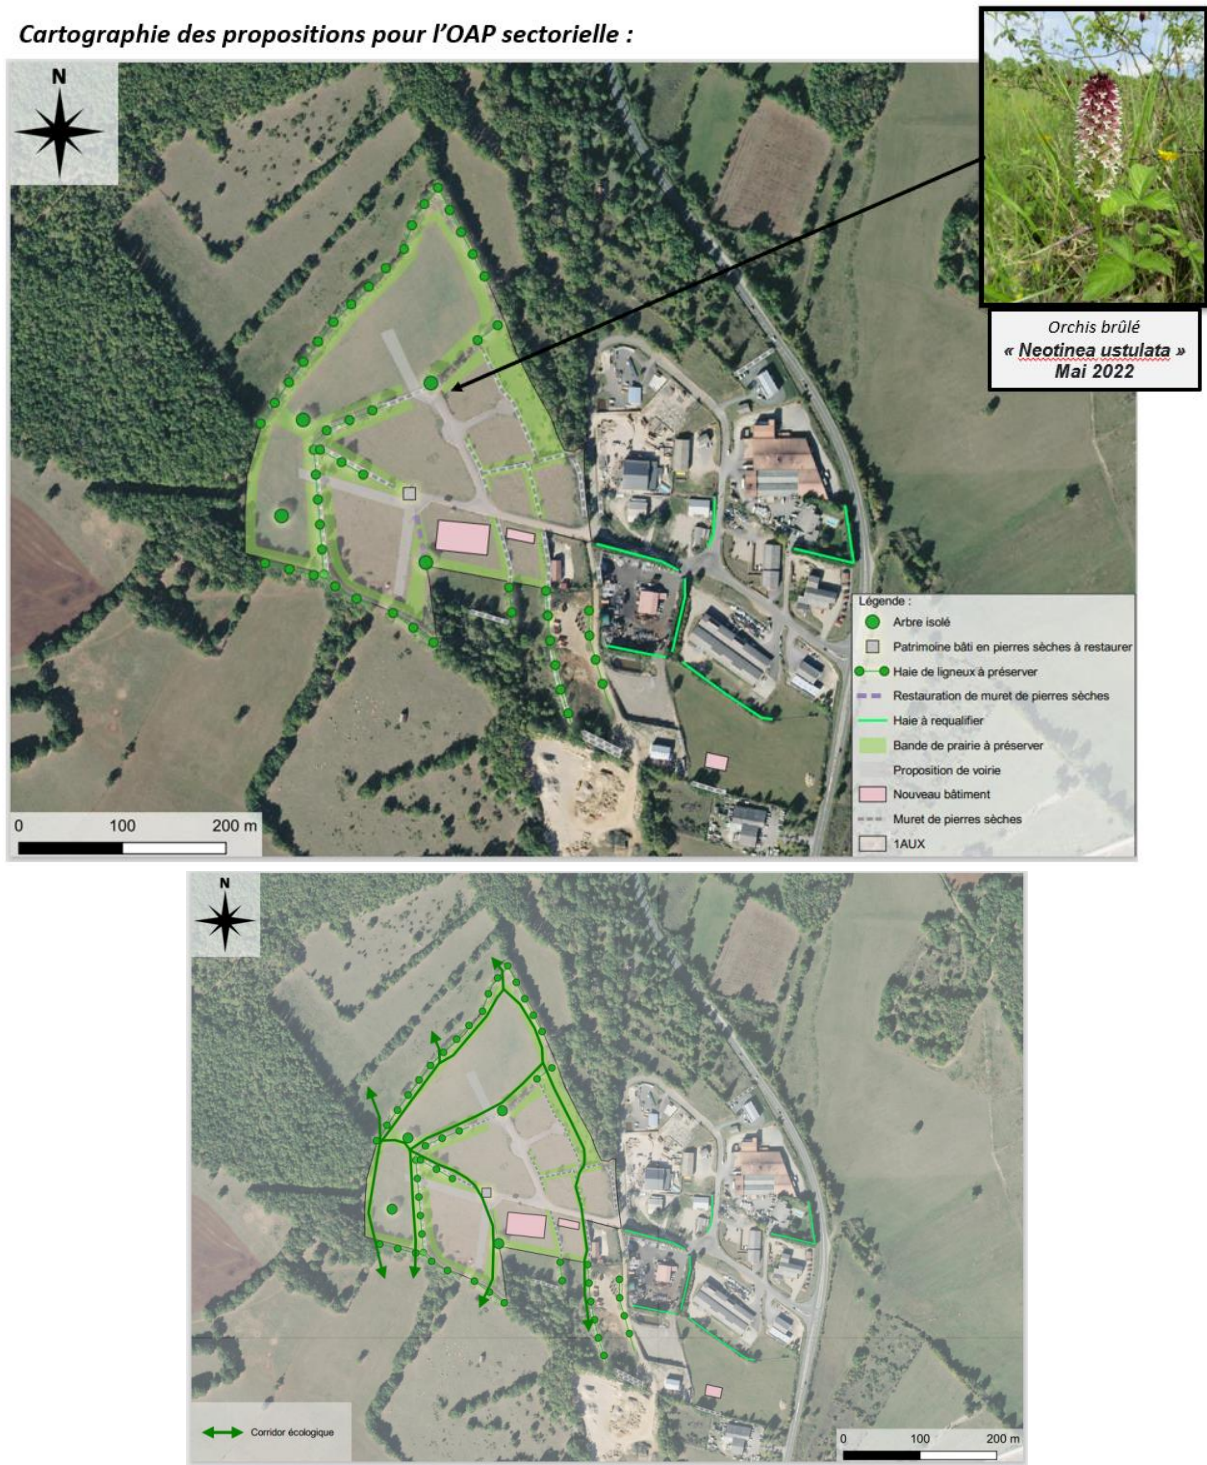 Cartographie des propositions pour l’OAP sectorielle :
N
Orchis brûlé
« Neotinea ustulata »
Mai 2022
Légende :
Arbre isolé
Patrimoine bâti en pierres sèches à restaurer
Haie de ligneux à préserver
Restauration de muret de pierres sèches
Haie à requalifier
Bande de prairie à préserver
Proposition de voirie
Nouveau bâtiment
Muret de pierres sèches
1AUX
0 100 200 m
N
Corridor écologique
0 100 200 m